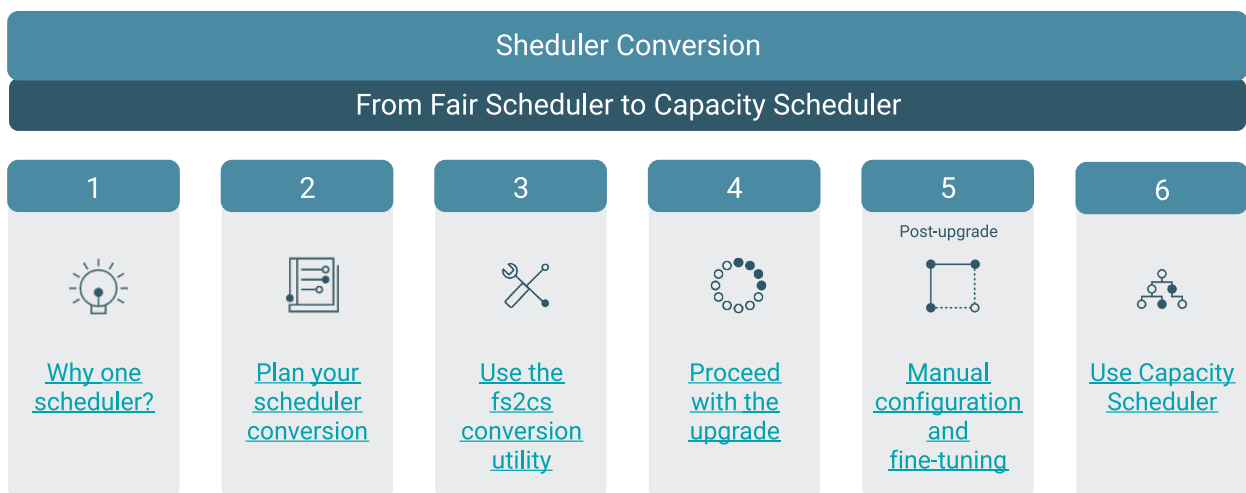 Sheduler Conversion
From Fair Scheduler to Capacity Scheduler
1
Why one
scheduler?
2
Plan your
scheduler
conversion
3
Use the
fs2cs
conversion
utility
4
Proceed
with the
upgrade
5
Post-upgrade
Manual
configuration
and
fine-tuning
6
Use Capacity
Scheduler